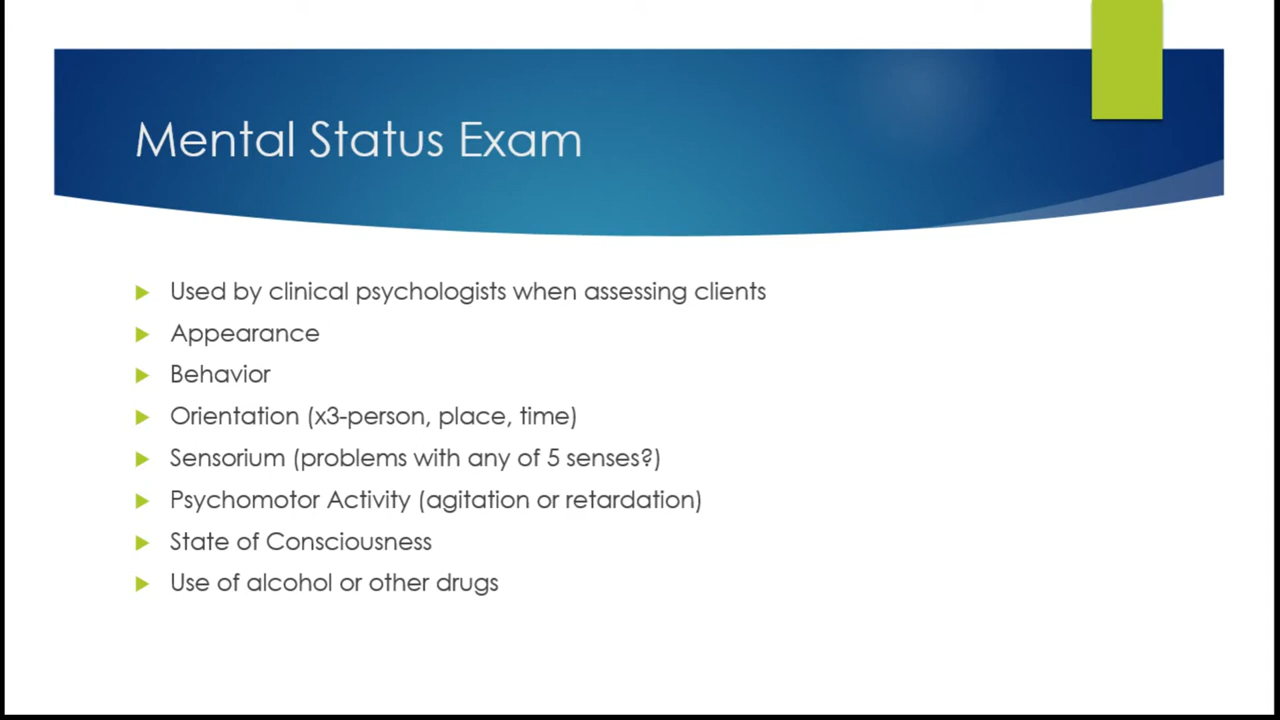 Mental Status Exam
Used by clinical psychologists when assessing clients
Appearance
Behavior
Orientation (x3-person, place, time)
Sensorium (problems with any of 5 senses?)
Psychomotor Activity (agitation or retardation)
State of Consciousness
Use of alcohol or other drugs